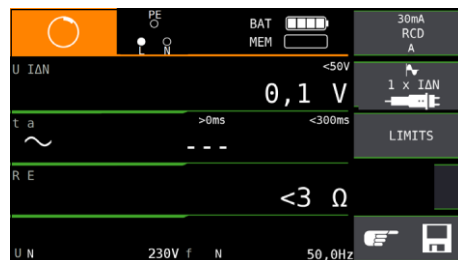 PE
L N
BAT
MEM
30mA
RCD
A
U IΔN
<50V
0,1 V
1 x IΔN
t a
>0ms
<300ms
---
LIMITS
R E
<3 Ω
U N 230V f N 50,0Hz